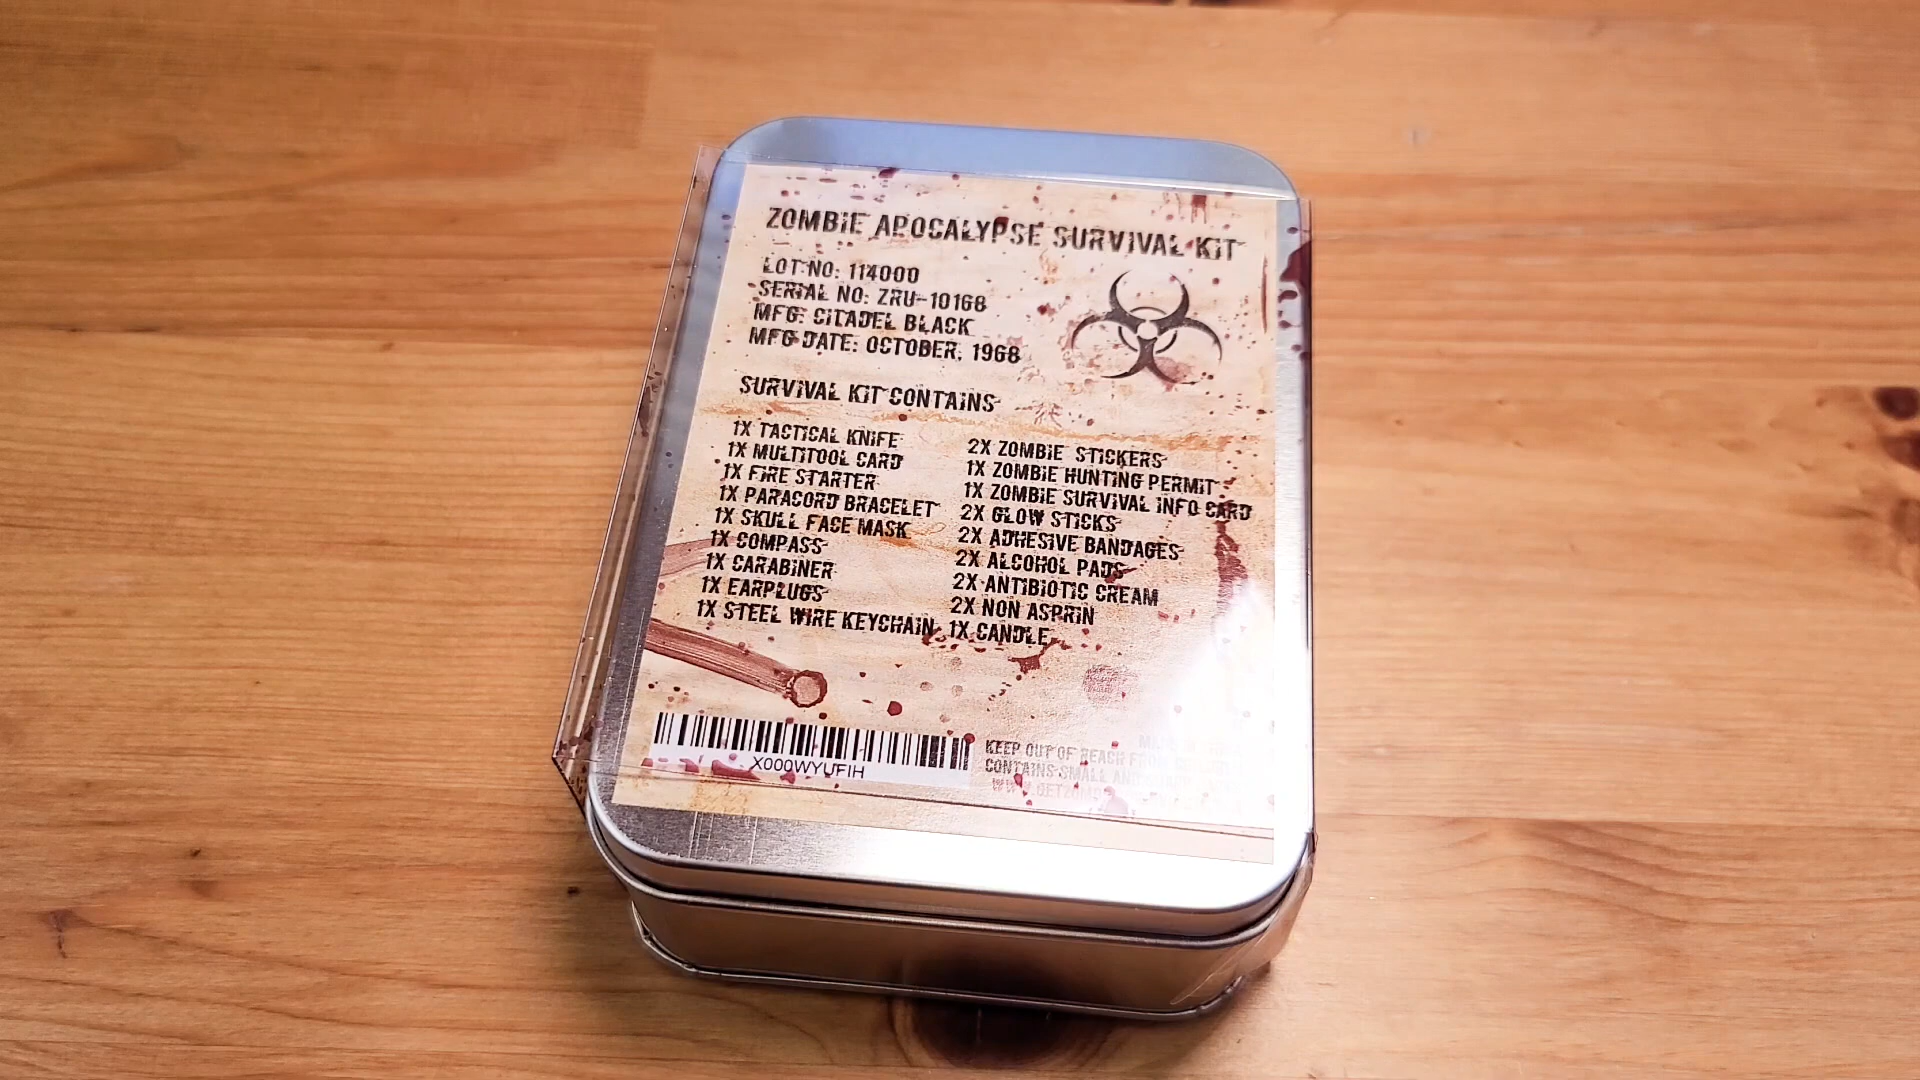 ZOMBIE APOCALYPSE SURVIVAL KIT
LOT NO: 114000
SERIAL NO: ZRU-10168
MFG: CITADEL BLACK
MFG DATE: OCTOBER, 1968
SURVIVAL KIT CONTAINS
1X TACTICAL KNIFE
1X MULTITOOL CARD
1X FIRE STARTER
1X PARACORD BRACELET
1X SKULL FACE MASK
1X COMPASS
1X CARABINER
1X EARPLUGS
1X STEEL WIRE KEYCHAIN
2X ZOMBIE STICKERS
1X ZOMBIE HUNTING PERMIT
1X ZOMBIE SURVIVAL INFO CARD
2X GLOW STICKS
2X ADHESIVE BANDAGES
2X ALCOHOL PADS
2X ANTIBIOTIC CREAM
2X NON ASPRIN
1X CANDLE
X000WYUFIH
KEEP OUT OF REACH FROM
CONTAINS SMALL AND